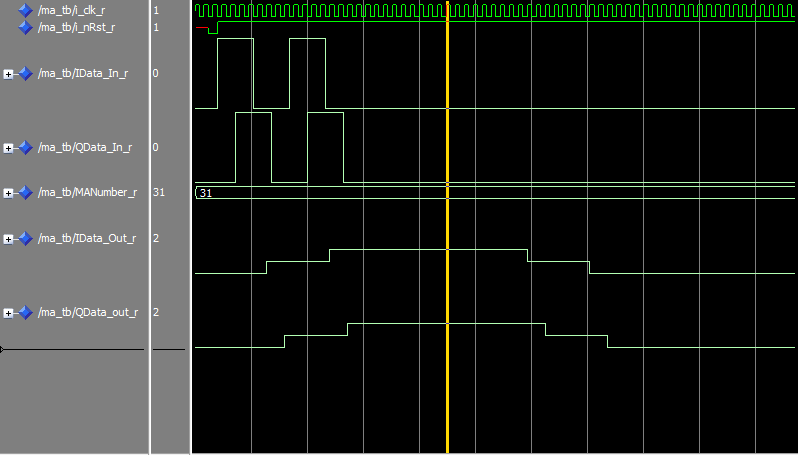 /ma_tb/i_clk_r 1
/ma_tb/i_nRst_r 1
/ma_tb/IData_In_r 0
/ma_tb/QData_In_r 0
/ma_tb/MANumber_r 31 31
/ma_tb/IData_Out_r 2
/ma_tb/QData_out_r 2